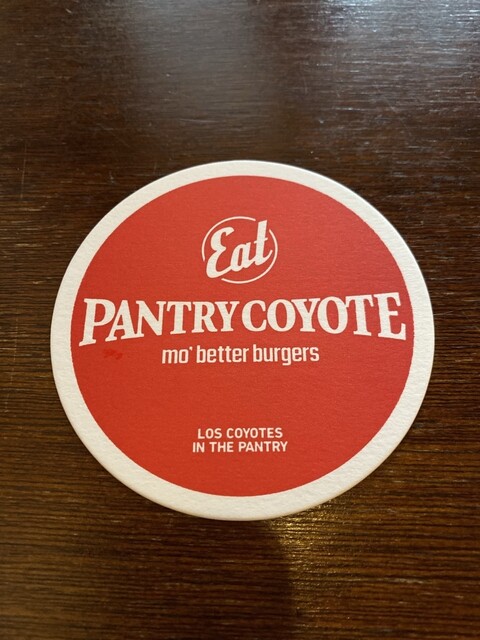 Eat
PANTRY COYOTE
mo' better burgers
LOS COYOTES
IN THE PANTRY